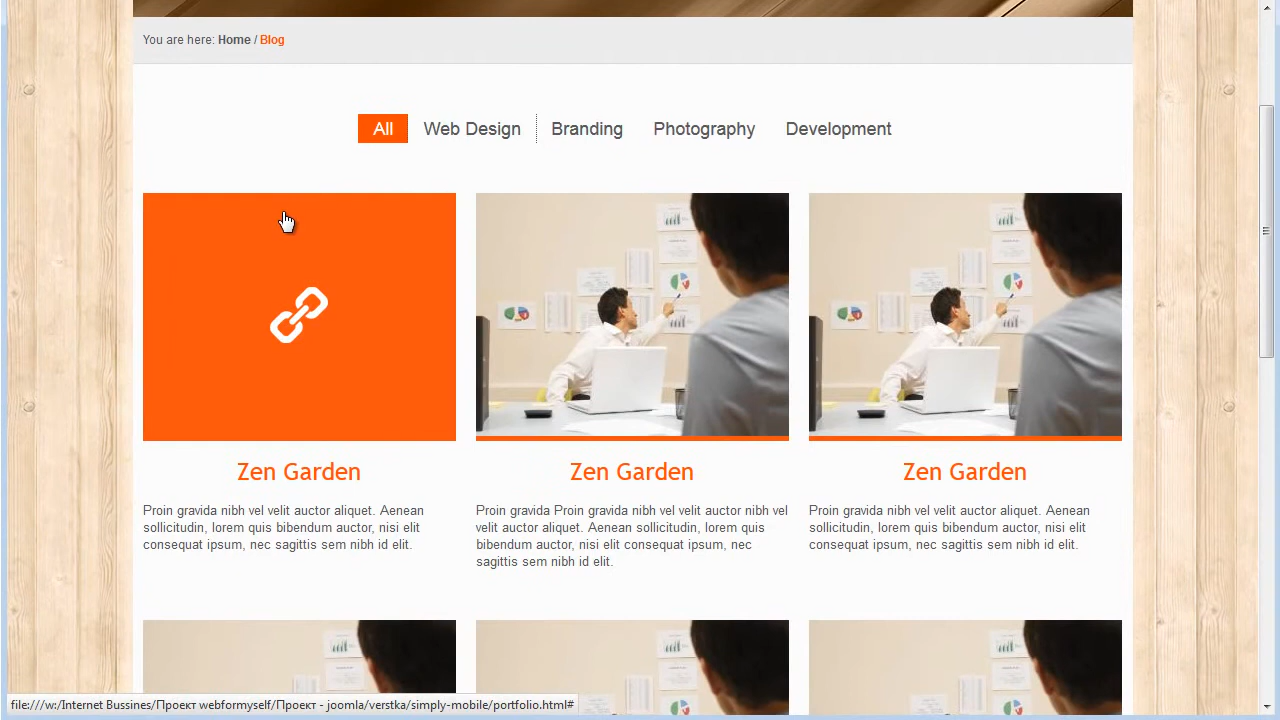 You are here: Home / Blog
All Web Design Branding Photography Development
Zen Garden
Proin gravida nibh vel velit auctor aliquet. Aenean
sollicitudin, lorem quis bibendum auctor, nisi elit
consequat ipsum, nec sagittis sem nibh id elit.
Zen Garden
Proin gravida Proin gravida nibh vel velit auctor nibh vel
velit auctor aliquet. Aenean sollicitudin, lorem quis
bibendum auctor, nisi elit consequat ipsum, nec
sagittis sem nibh id elit.
Zen Garden
Proin gravida nibh vel velit auctor aliquet. Aenean
sollicitudin, lorem quis bibendum auctor, nisi elit
consequat ipsum, nec sagittis sem nibh id elit.
file:///w:/Internet Bussines/Проект webformyself/Проект - joomla/verstka/simply-mobile/portfolio.html#